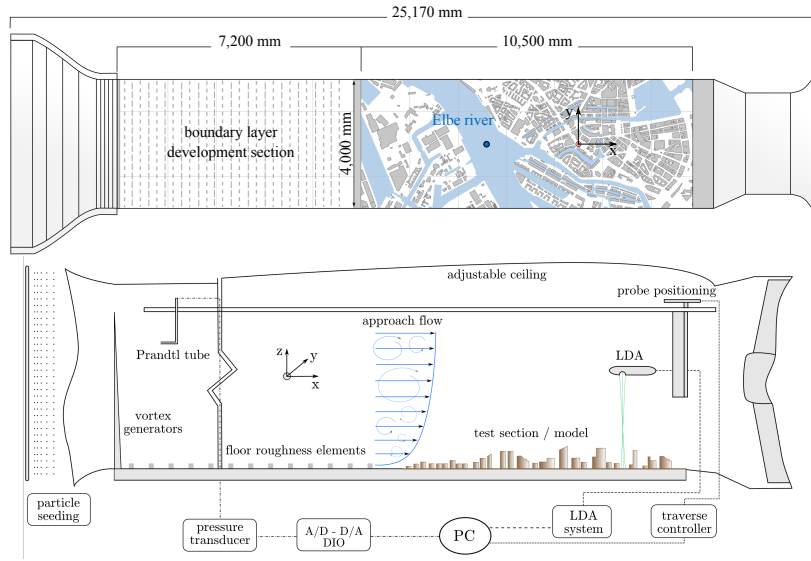 25,170 mm
7,200 mm
10,500 mm
4,000 mm
boundary layer
development section
Elbe river
y
x
adjustable ceiling
probe positioning
approach flow
Prandtl tube
z
y
x
LDA
vortex
generators
floor roughness elements
test section / model
particle
seeding
pressure
transducer
A/D - D/A
DIO
PC
LDA
system
traverse
controller